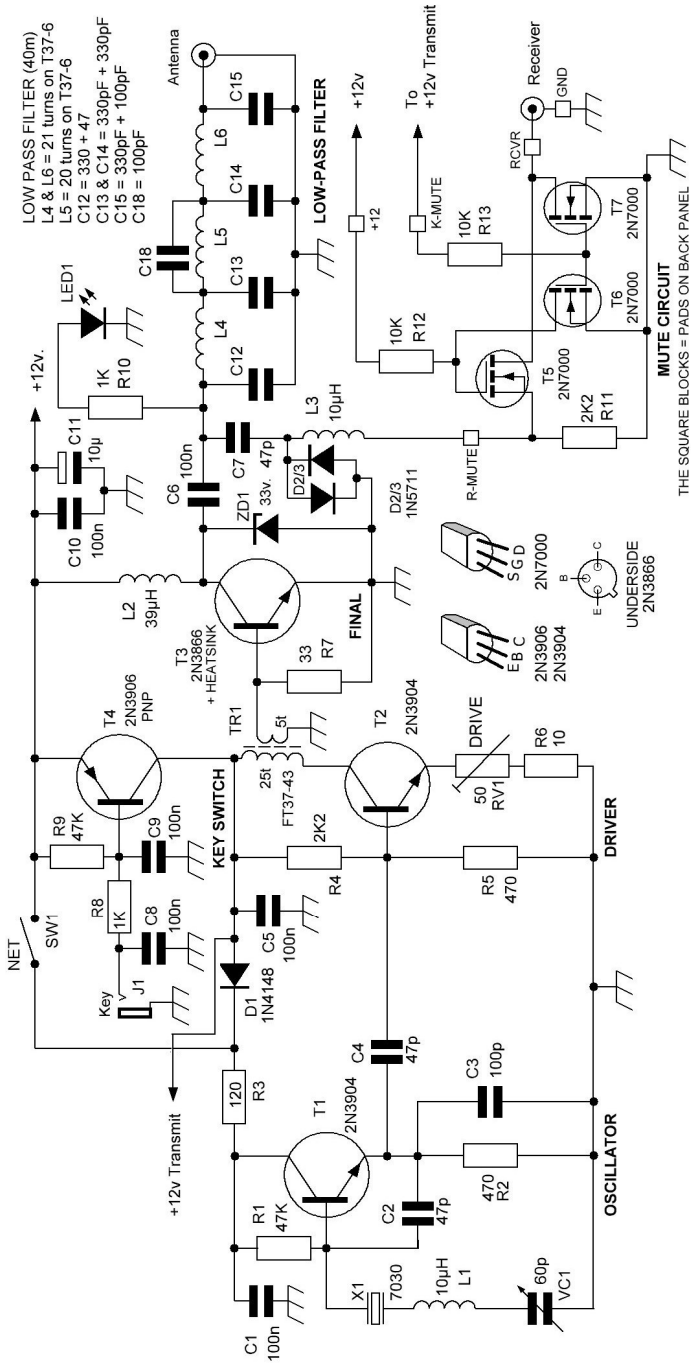 LOW PASS FILTER (40m)
L4 & L6 = 21 turns on T37-6
L5 = 20 turns on T37-6
C12 = 330 + 47
C13 & C14 = 330pF + 330pF
C15 = 330pF + 100pF
C18 = 100pF
NET
SW1
+12v.
LED1
1K
R10
C10
100n
C11
10µ
R9
47K
T4
2N3906
PNP
R8
1K
C9
100n
C8
100n
Key
J1
KEY SWITCH
+12v Transmit
D1
1N4148
C5
100n
R3
120
C1
100n
R1
47K
T1
2N3904
C2
47p
X1
7030
10µH
L1
60p
VC1
470
R2
C3
100p
C4
47p
OSCILLATOR
2K2
R4
R5
470
TR1
25t
5t
FT37-43
T2
2N3904
DRIVE
50
RV1
R6
10
DRIVER
L2
39µH
T3
2N3866
+ HEATSINK
33
R7
FINAL
C6
100n
ZD1
33v.
C7
47p
D2/3
D2/3
1N5711
L3
10µH
C12
L4
C13
C18
L5
C14
L6
C15
Antenna
LOW-PASS FILTER
+12
+12v
To
+12v Transmit
K-MUTE
10K
R12
10K
R13
R-MUTE
2K2
R11
T5
2N7000
T6
2N7000
T7
2N7000
RCVR
Receiver
GND
MUTE CIRCUIT
THE SQUARE BLOCKS = PADS ON BACK PANEL
S G D
2N7000
E B C
2N3906
2N3904
B
E
C
UNDERSIDE
2N3866